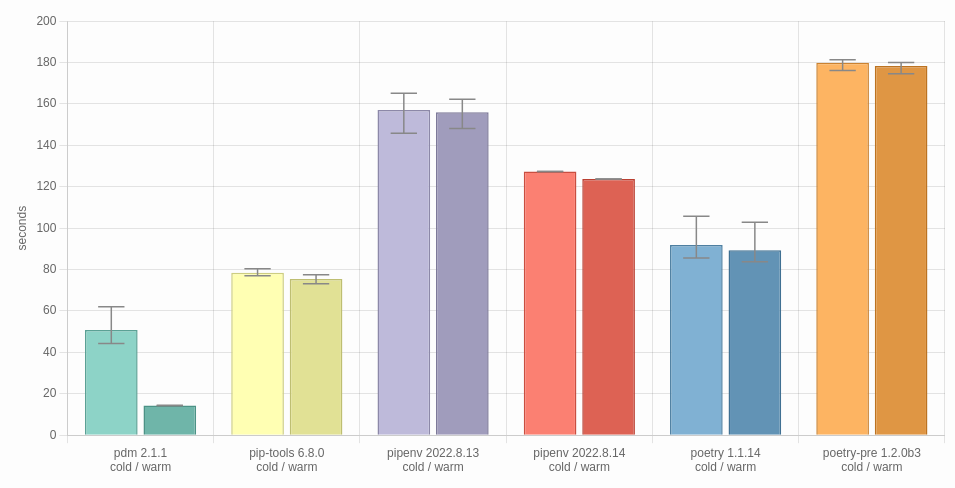 200
180
160
140
120
100
80
60
40
20
0
seconds
pdm 2.1.1
cold / warm
pip-tools 6.8.0
cold / warm
pipenv 2022.8.13
cold / warm
pipenv 2022.8.14
cold / warm
poetry 1.1.14
cold / warm
poetry-pre 1.2.0b3
cold / warm